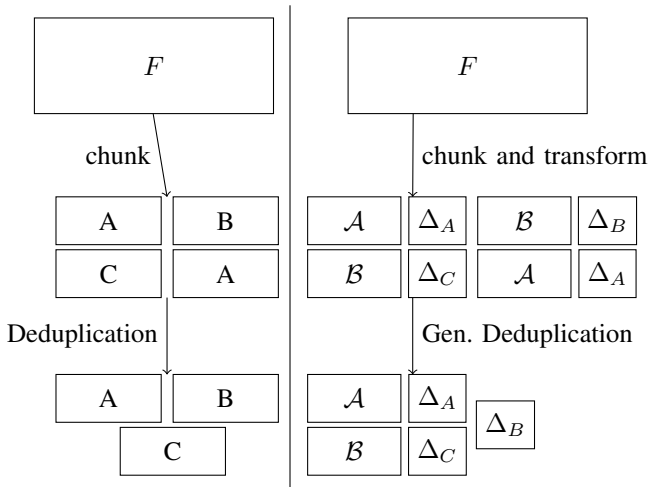 F
F
chunk
chunk and transform
A B
𝒜 Δ_A ℬ Δ_B
C A
ℬ Δ_C 𝒜 Δ_A
Deduplication
Gen. Deduplication
A B
𝒜 Δ_A
Δ_B
C
ℬ Δ_C